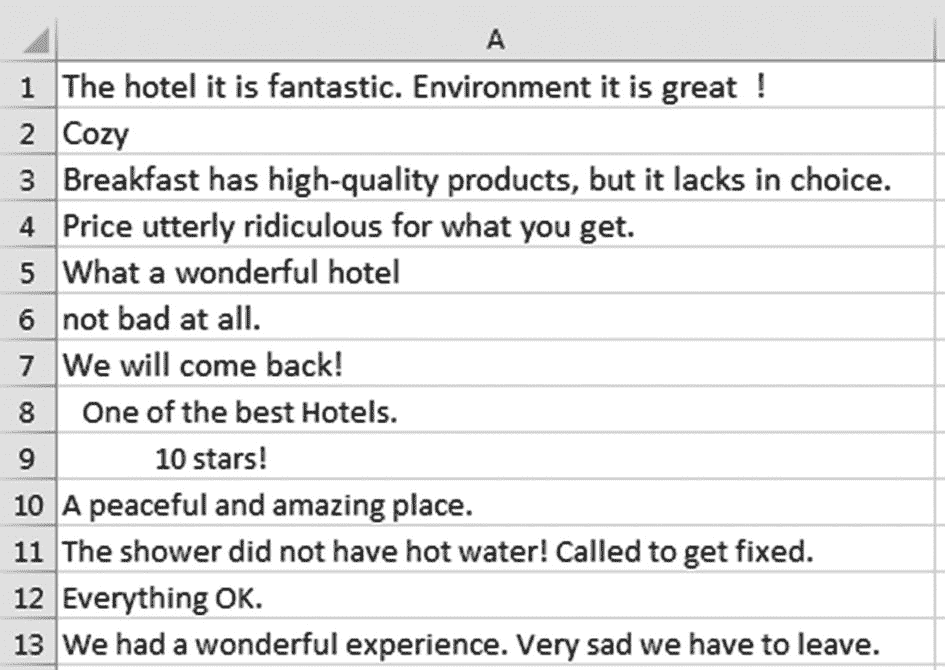 A
1 The hotel it is fantastic. Environment it is great  !
2 Cozy
3 Breakfast has high-quality products, but it lacks in choice.
4 Price utterly ridiculous for what you get.
5 What a wonderful hotel
6 not bad at all.
7 We will come back!
8   One of the best Hotels.
9           10 stars!
10 A peaceful and amazing place.
11 The shower did not have hot water! Called to get fixed.
12 Everything OK.
13 We had a wonderful experience. Very sad we have to leave.